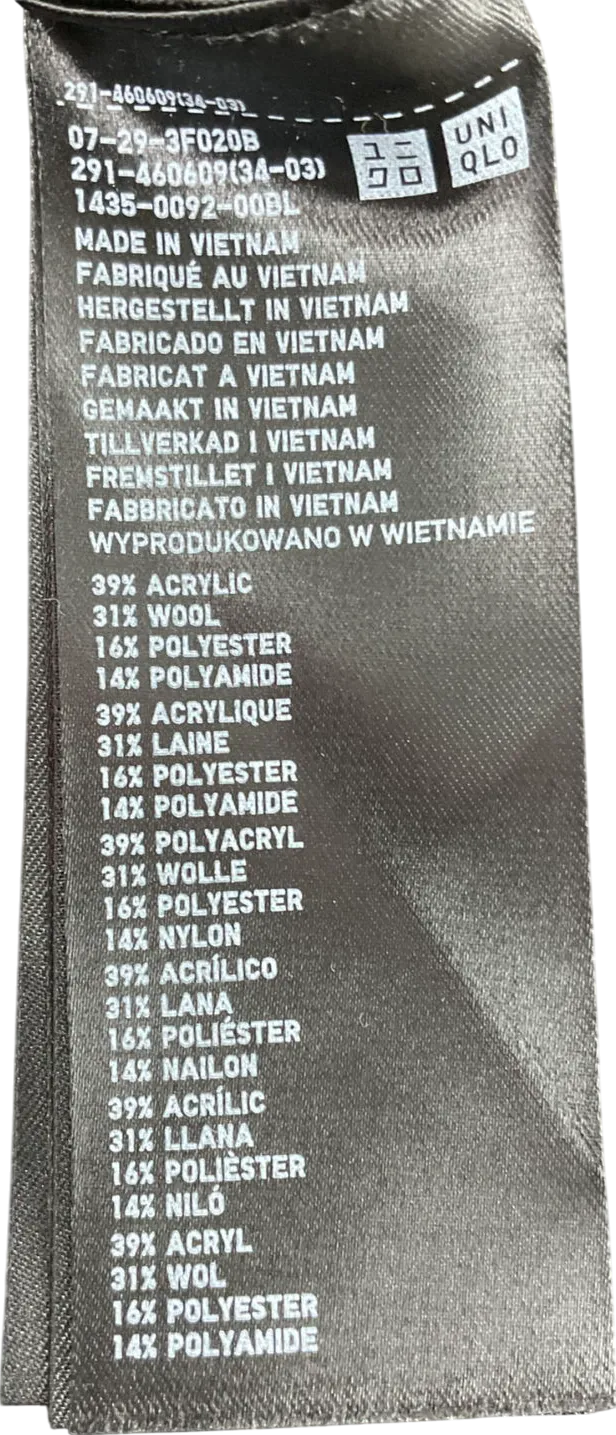 291-460609(34-03)
07-29-3F020B
291-460609(34-03)
1435-0092-00BL
ユニ
クロ
UNI
QLO
MADE IN VIETNAM
FABRIQUÉ AU VIETNAM
HERGESTELLT IN VIETNAM
FABRICADO EN VIETNAM
FABRICAT A VIETNAM
GEMAAKT IN VIETNAM
TILLVERKAD I VIETNAM
FREMSTILLET I VIETNAM
FABBRICATO IN VIETNAM
WYPRODUKOWANO W WIETNAMIE
39% ACRYLIC
31% WOOL
16% POLYESTER
14% POLYAMIDE
39% ACRYLIQUE
31% LAINE
16% POLYESTER
14% POLYAMIDE
39% POLYACRYL
31% WOLLE
16% POLYESTER
14% NYLON
39% ACRÍLICO
31% LANA
16% POLIÉSTER
14% NAILON
39% ACRÍLIC
31% LLANA
16% POLIÈSTER
14% NILÓ
39% ACRYL
31% WOL
16% POLYESTER
14% POLYAMIDE